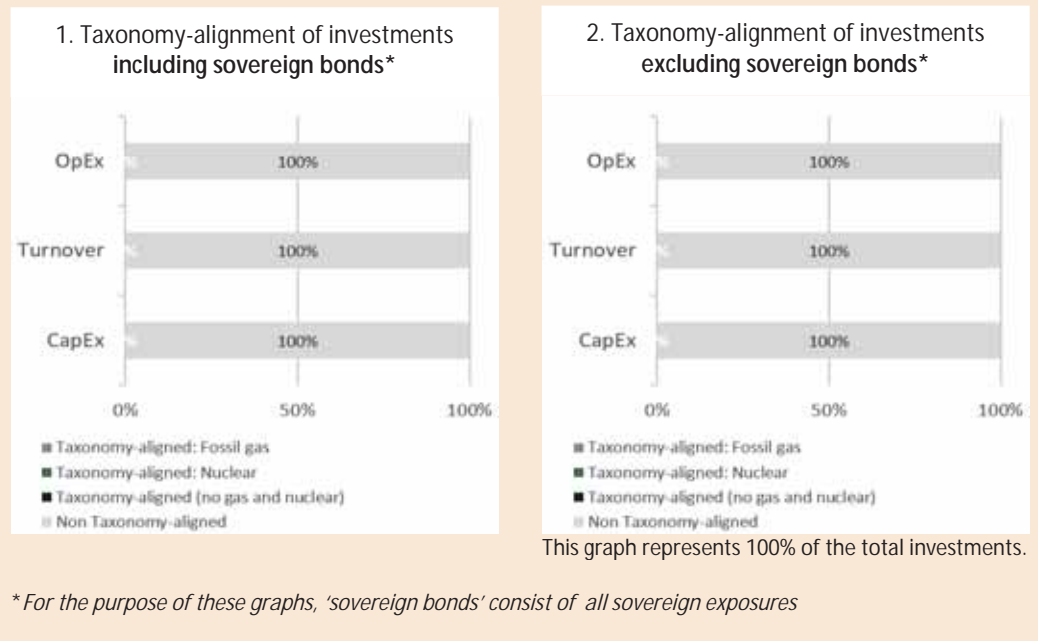 1. Taxonomy-alignment of investments
including sovereign bonds*
OpEx
100%
Turnover
100%
CapEx
100%
0% 50% 100%
Taxonomy-aligned: Fossil gas
Taxonomy-aligned: Nuclear
Taxonomy-aligned (no gas and nuclear)
Non Taxonomy-aligned
2. Taxonomy-alignment of investments
excluding sovereign bonds*
OpEx
100%
Turnover
100%
CapEx
100%
0% 50% 100%
Taxonomy-aligned: Fossil gas
Taxonomy-aligned: Nuclear
Taxonomy-aligned (no gas and nuclear)
Non Taxonomy-aligned
This graph represents 100% of the total investments.
*For the purpose of these graphs, ‘sovereign bonds’ consist of all sovereign exposures